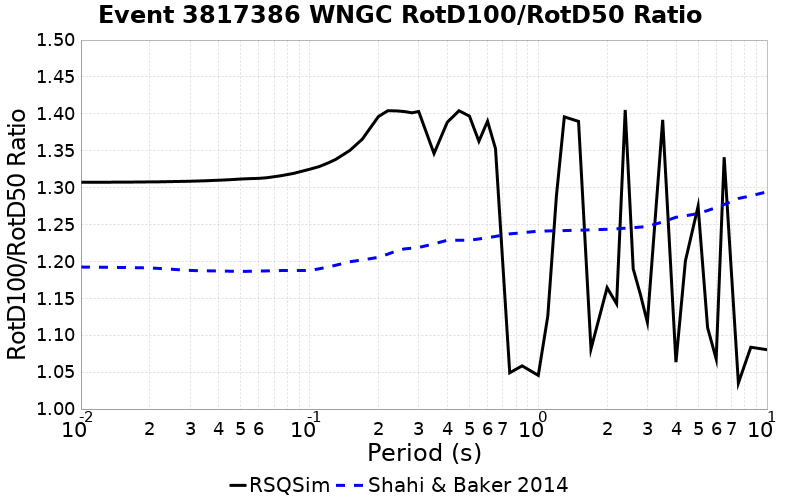 Event 3817386 WNGC RotD100/RotD50 Ratio
RotD100/RotD50 Ratio
1.50
1.45
1.40
1.35
1.30
1.25
1.20
1.15
1.10
1.05
1.00
10^-2 2 3 4 5 6 10^-1 2 3 4 5 6 7 10^0 2 3 4 5 6 7 10^1
Period (s)
RSQSim Shahi & Baker 2014